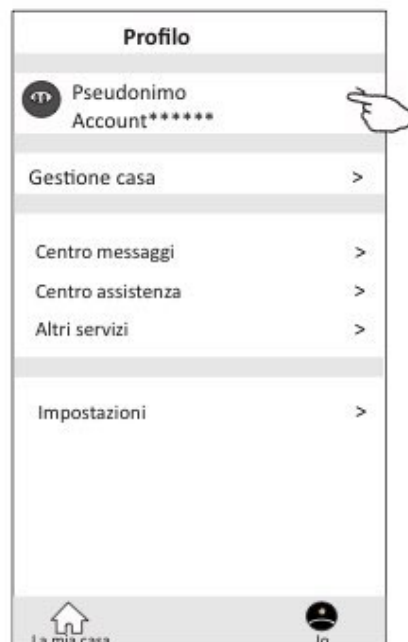 Profilo
Pseudonimo
Account******
Gestione casa >
Centro messaggi >
Centro assistenza >
Altri servizi >
Impostazioni >
La mia casa Io